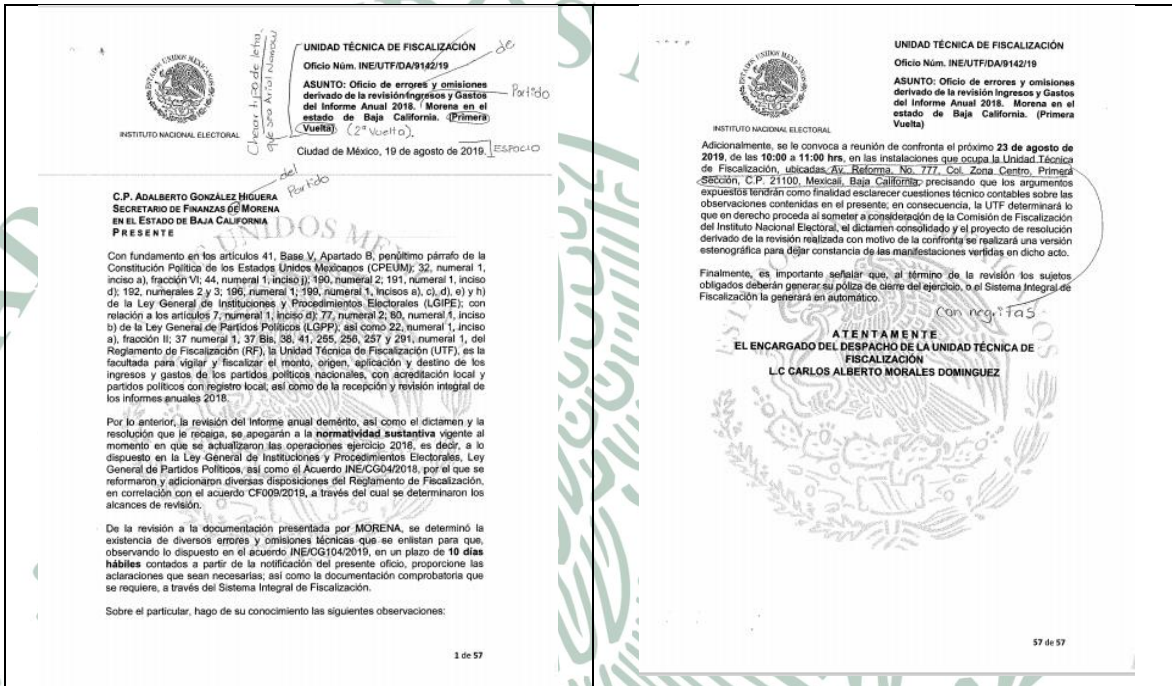 UNIDAD TÉCNICA DE FISCALIZACIÓN
Oficio Núm. INE/UTF/DA/9142/19
ASUNTO: Oficio de errores y omisiones
derivado de la revisión Ingresos y Gastos
del Informe Anual 2018. Morena en el
estado de Baja California. (Primera
Vuelta)
(2ª Vuelta).
de
Partido
Checar tipo de letra,
que sea Arial Narrow
INSTITUTO NACIONAL ELECTORAL
Ciudad de México, 19 de agosto de 2019.
ESPACIO
del
Partido
C.P. ADALBERTO GONZÁLEZ HIGUERA
SECRETARIO DE FINANZAS DE MORENA
EN EL ESTADO DE BAJA CALIFORNIA
PRESENTE
Con fundamento en los artículos 41, Base V, Apartado B, penúltimo párrafo de la
Constitución Política de los Estados Unidos Mexicanos (CPEUM); 32, numeral 1,
inciso a), fracción VI; 44, numeral 1, inciso j); 190, numeral 2; 191, numeral 1, inciso
d); 192, numerales 2 y 3; 196, numeral 1; 199, numeral 1, incisos a), c), d), e) y h)
de la Ley General de Instituciones y Procedimientos Electorales (LGIPE); con
relación a los artículos 7, numeral 1, inciso d); 77, numeral 2; 80, numeral 1, inciso
b) de la Ley General de Partidos Políticos (LGPP); así como 22, numeral 1, inciso
a), fracción II; 37 numeral 1, 37 Bis, 38, 41, 255, 256, 257 y 291, numeral 1, del
Reglamento de Fiscalización (RF), la Unidad Técnica de Fiscalización (UTF), es la
facultada para vigilar y fiscalizar el monto, origen, aplicación y destino de los
ingresos y gastos de los partidos políticos nacionales, con acreditación local y
partidos políticos con registro local; así como de la recepción y revisión integral de
los informes anuales 2018.
Por lo anterior, la revisión del informe anual demérito, así como el dictamen y la
resolución que le recaiga, se apegarán a la normatividad sustantiva vigente al
momento en que se actualizaron las operaciones ejercicio 2018, es decir, a lo
dispuesto en la Ley General de Instituciones y Procedimientos Electorales, Ley
General de Partidos Políticos, así como el Acuerdo INE/CG04/2018, por el que se
reformaron y adicionaron diversas disposiciones del Reglamento de Fiscalización,
en correlación con el acuerdo CF009/2019, a través del cual se determinaron los
alcances de revisión.
De la revisión a la documentación presentada por MORENA, se determinó la
existencia de diversos errores y omisiones técnicas que se enlistan para que,
observando lo dispuesto en el acuerdo INE/CG104/2019, en un plazo de 10 días
hábiles contados a partir de la notificación del presente oficio, proporcione las
aclaraciones que sean necesarias; así como la documentación comprobatoria que
se requiere, a través del Sistema Integral de Fiscalización.
Sobre el particular, hago de su conocimiento las siguientes observaciones:
1 de 57
UNIDAD TÉCNICA DE FISCALIZACIÓN
Oficio Núm. INE/UTF/DA/9142/19
ASUNTO: Oficio de errores y omisiones
derivado de la revisión Ingresos y Gastos
del Informe Anual 2018. Morena en el
estado de Baja California. (Primera
Vuelta)
INSTITUTO NACIONAL ELECTORAL
Adicionalmente, se le convoca a reunión de confronta el próximo 23 de agosto de
2019, de las 10:00 a 11:00 hrs, en las instalaciones que ocupa la Unidad Técnica
de Fiscalización, ubicadas Av. Reforma. No. 777, Col. Zona Centro, Primera
Sección, C.P. 21100, Mexicali, Baja California, precisando que los argumentos
expuestos tendrán como finalidad esclarecer cuestiones técnico contables sobre las
observaciones contenidas en el presente; en consecuencia, la UTF determinará lo
que en derecho proceda al someter a consideración de la Comisión de Fiscalización
del Instituto Nacional Electoral, el dictamen consolidado y el proyecto de resolución
derivado de la revisión realizada con motivo de la confronta se realizará una versión
estenográfica para dejar constancia de las manifestaciones vertidas en dicho acto.
Finalmente, es importante señalar que, al término de la revisión los sujetos
obligados deberán generar su póliza de cierre del ejercicio, o el Sistema Integral de
Fiscalización la generará en automático.
con negritas
ATENTAMENTE
EL ENCARGADO DEL DESPACHO DE LA UNIDAD TÉCNICA DE
FISCALIZACIÓN
L.C CARLOS ALBERTO MORALES DOMINGUEZ
57 de 57